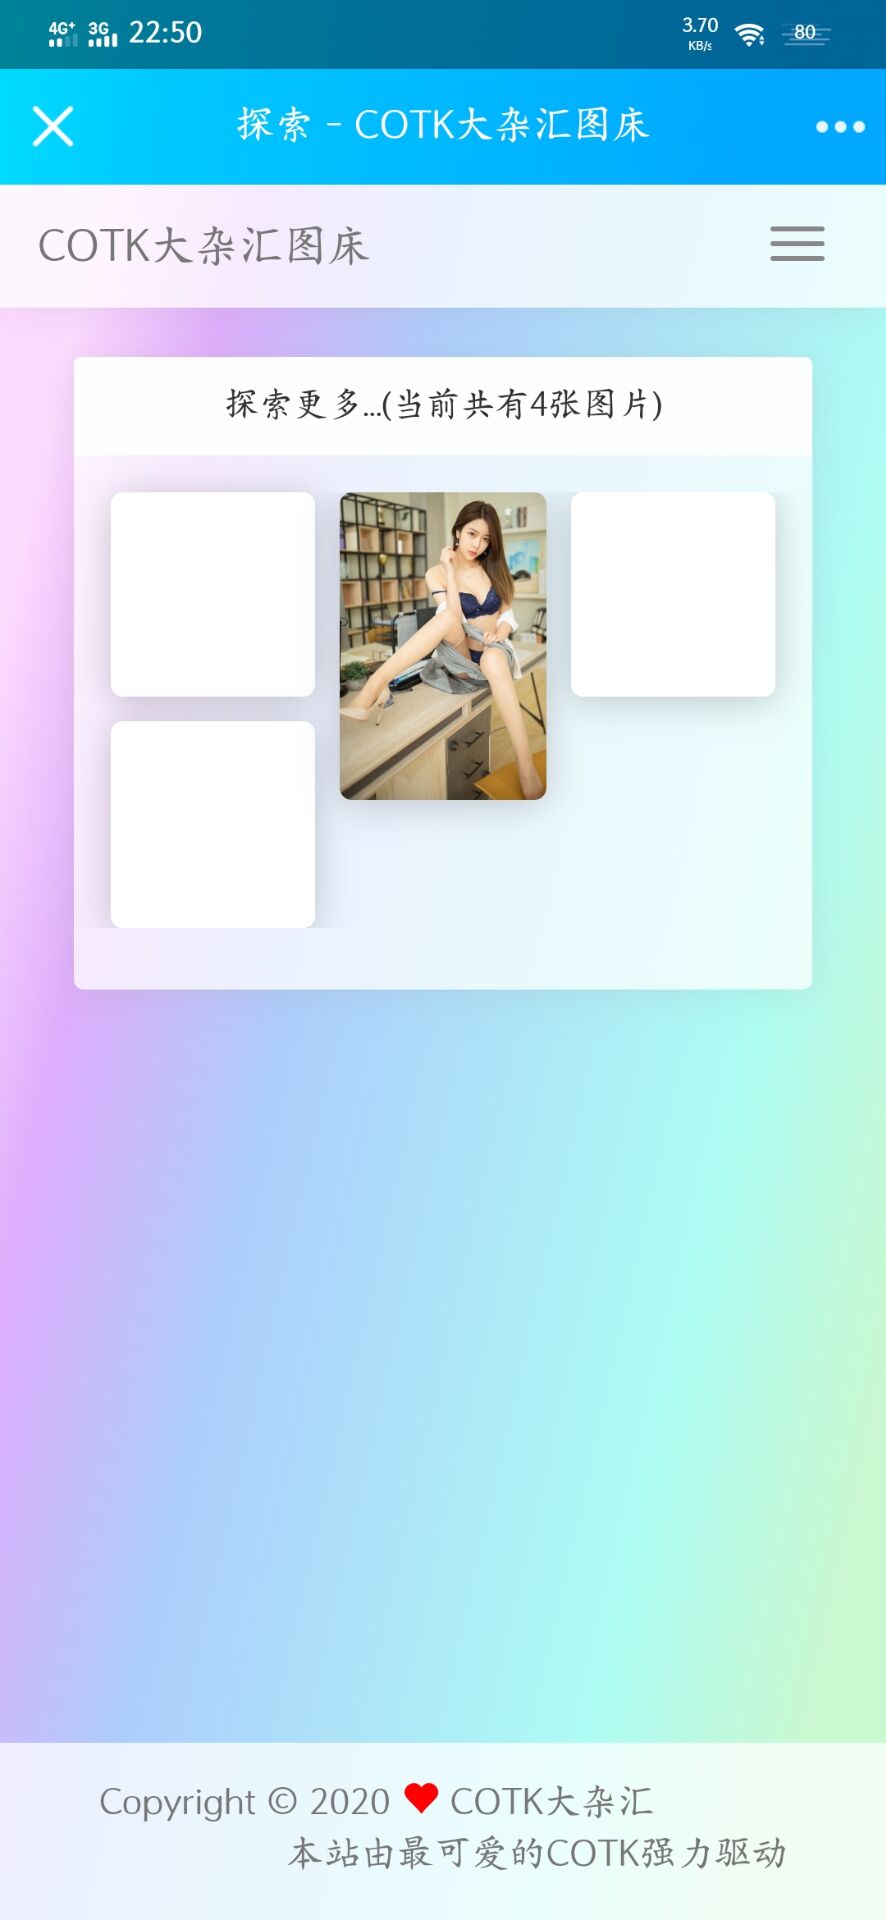 4G+ 3G 22:50 3.70 KB/s 80
探索 - COTK大杂汇图床
COTK大杂汇图床
探索更多...(当前共有4张图片)
Copyright © 2020 ❤ COTK大杂汇
本站由最可爱的COTK强力驱动